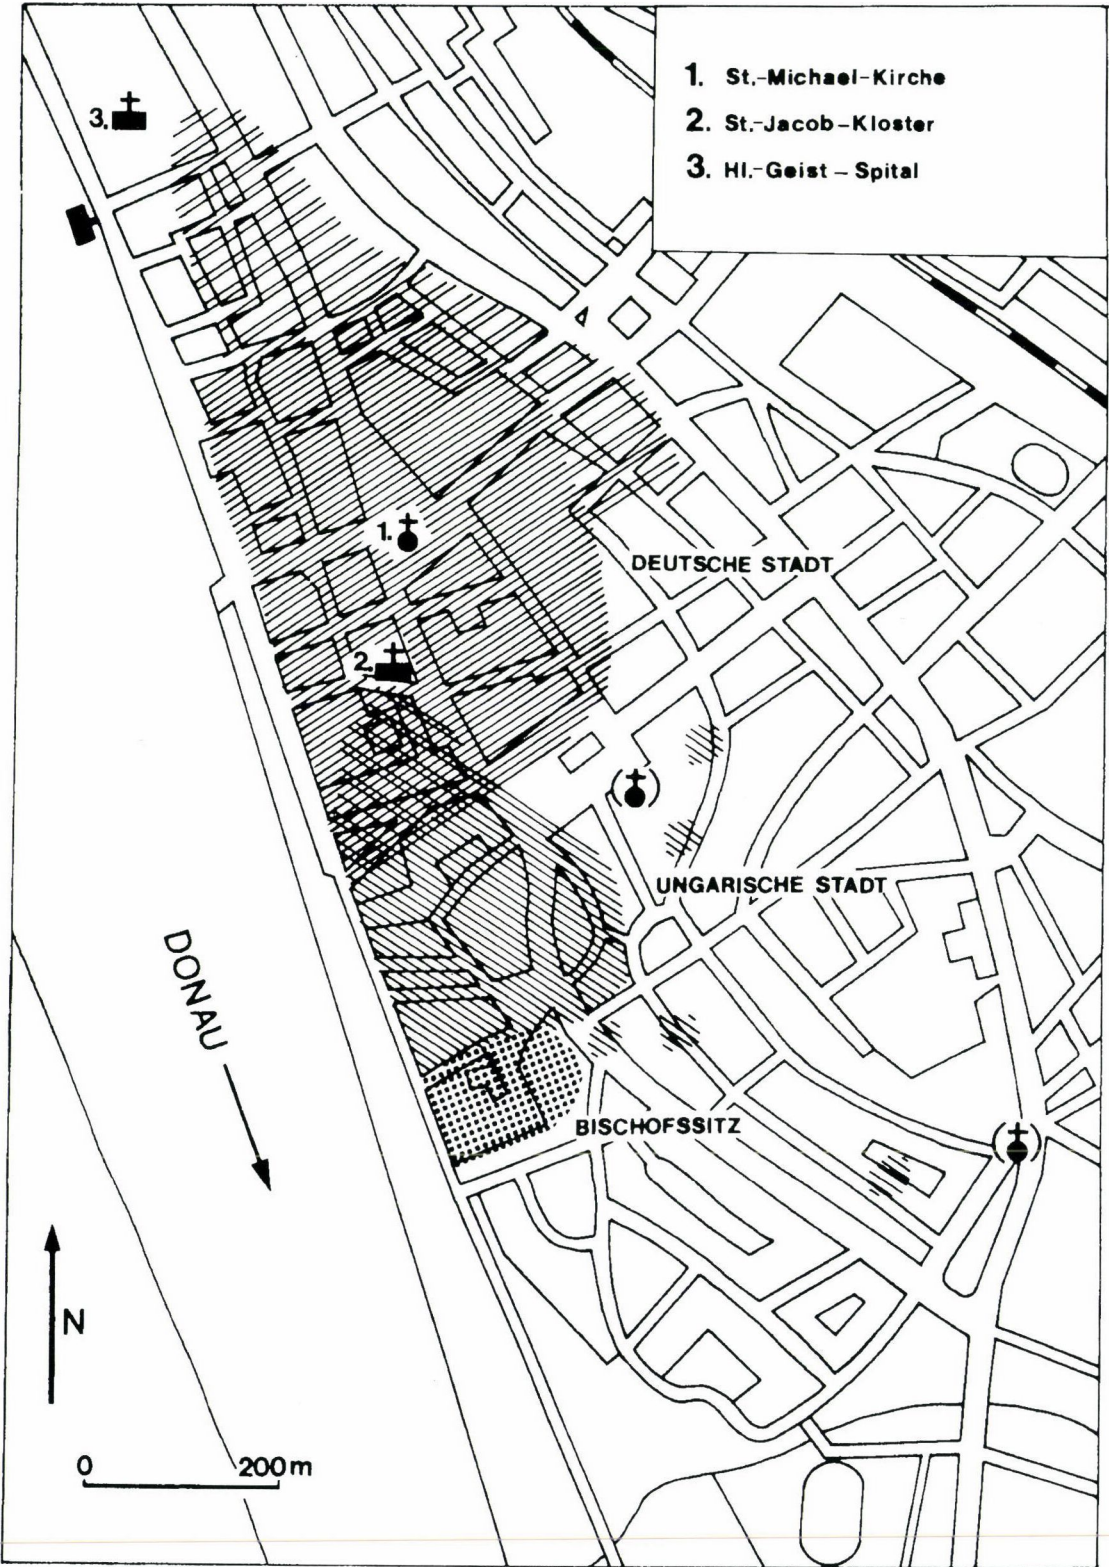 1. St.-Michael-Kirche
2. St.-Jacob-Kloster
3. Hl.-Geist-Spital
3.
1.
DEUTSCHE STADT
2.
UNGARISCHE STADT
DONAU
BISCHOFSSITZ
N
0 200m